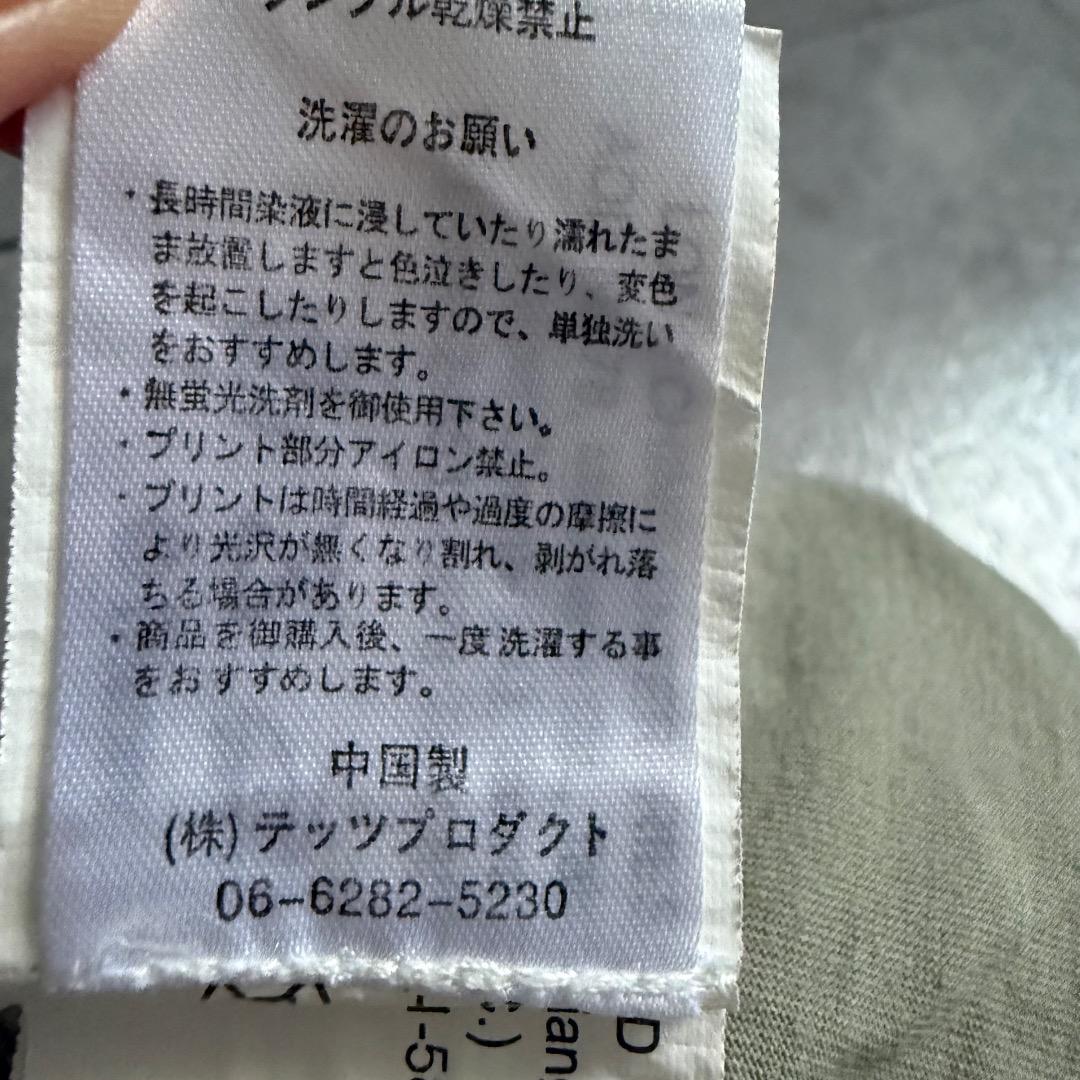 タンブル乾燥禁止
洗濯のお願い
・長時間染液に浸していたり濡れたま
ま放置しますと色泣きしたり、変色
を起こしたりしますので、単独洗い
をおすすめします。
・無蛍光洗剤を御使用下さい。
・プリント部分アイロン禁止。
・プリントは時間経過や過度の摩擦に
より光沢が無くなり割れ、剥がれ落
ちる場合があります。
・商品を御購入後、一度洗濯する事
をおすすめします。
中国製
(株)テッツプロダクト
06-6282-5230